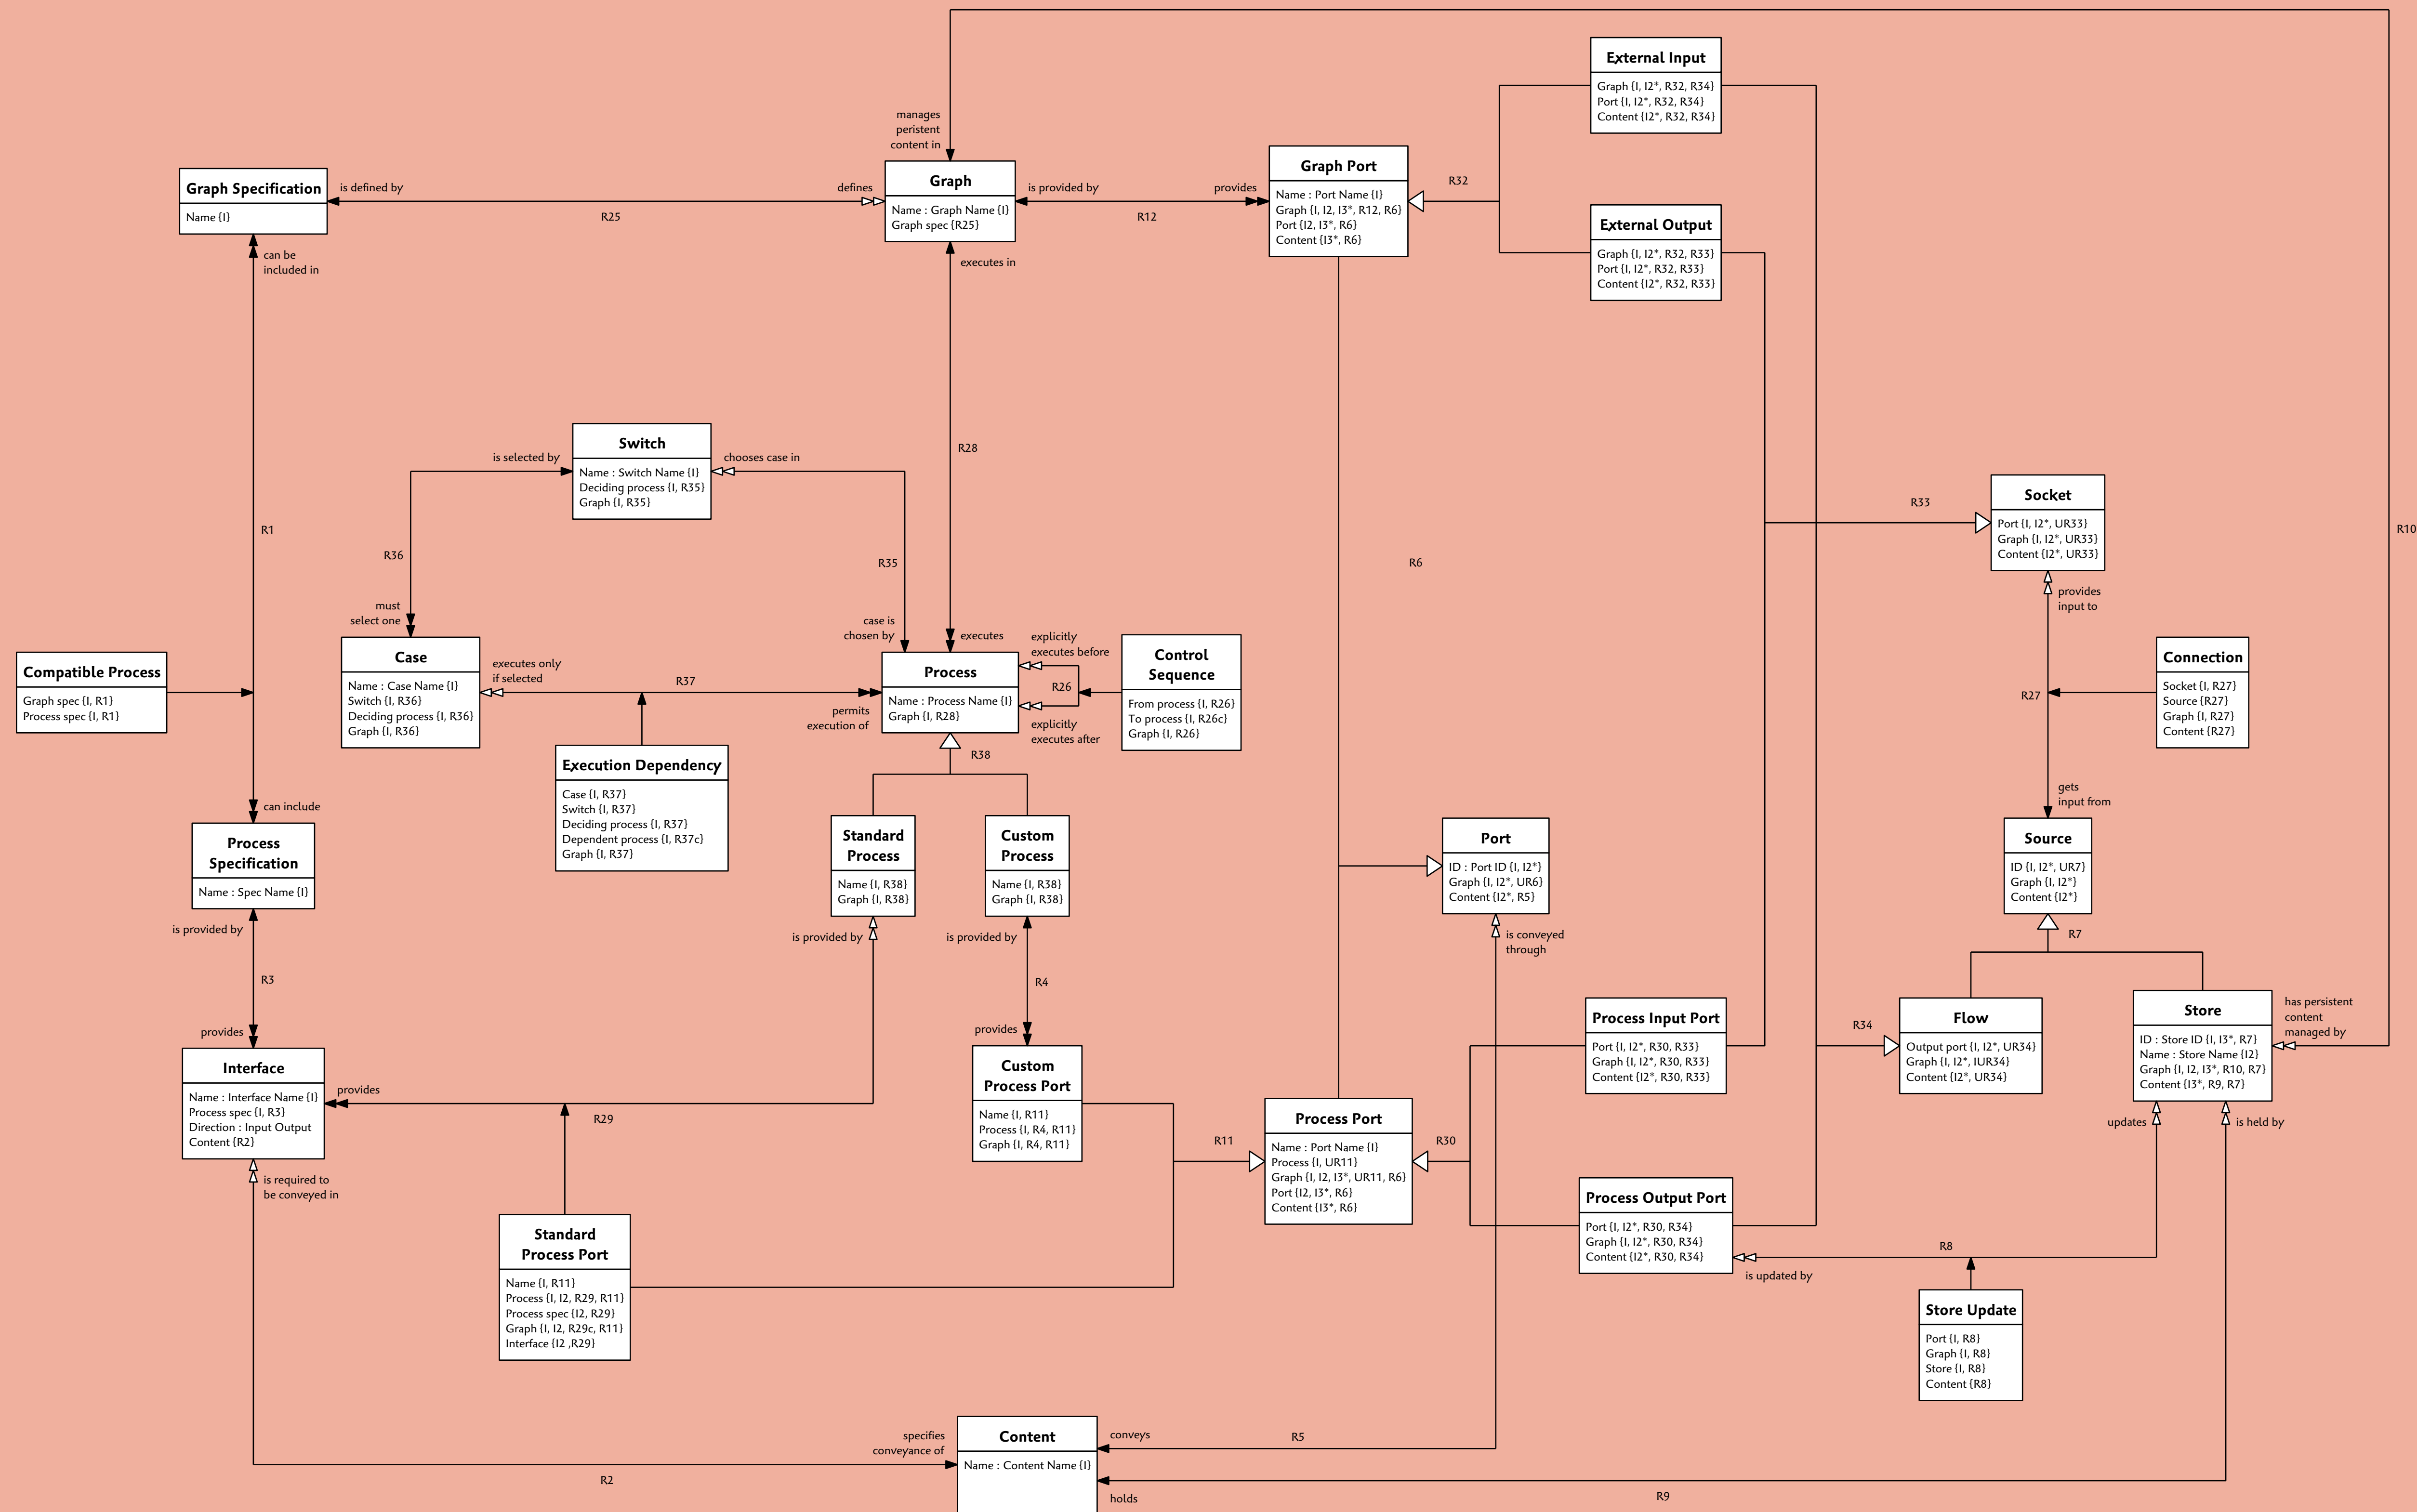 External Input
Graph {I, I2*, R32, R34}
Port {I, I2*, R32, R34}
Content {I2*, R32, R34}
manages
peristent
content in
Graph Specification
Name {I}
is defined by
R25
defines
Graph
Name : Graph Name {I}
Graph spec {R25}
is provided by
R12
provides
Graph Port
Name : Port Name {I}
Graph {I, I2, I3*, R12, R6}
Port {I2, I3*, R6}
Content {I3*, R6}
R32
External Output
Graph {I, I2*, R32, R33}
Port {I, I2*, R32, R33}
Content {I2*, R32, R33}
can be
included in
executes in
R1
Switch
Name : Switch Name {I}
Deciding process {I, R35}
Graph {I, R35}
is selected by
chooses case in
R28
R36
R35
R6
R33
Socket
Port {I, I2*, UR33}
Graph {I, I2*, UR33}
Content {I2*, UR33}
R10
must
select one
case is
chosen by
executes
explicitly
executes before
provides
input to
Compatible Process
Graph spec {I, R1}
Process spec {I, R1}
Case
Name : Case Name {I}
Switch {I, R36}
Deciding process {I, R36}
Graph {I, R36}
executes only
if selected
R37
permits
execution of
Process
Name : Process Name {I}
Graph {I, R28}
R26
explicitly
executes after
Control
Sequence
From process {I, R26}
To process {I, R26c}
Graph {I, R26}
R27
Connection
Socket {I, R27}
Source {R27}
Graph {I, R27}
Content {R27}
R38
Execution Dependency
Case {I, R37}
Switch {I, R37}
Deciding process {I, R37}
Dependent process {I, R37c}
Graph {I, R37}
can include
Process
Specification
Name : Spec Name {I}
Standard
Process
Name {I, R38}
Graph {I, R38}
Custom
Process
Name {I, R38}
Graph {I, R38}
Port
ID : Port ID {I, I2*}
Graph {I, I2*, UR6}
Content {I2*, R5}
gets
input from
Source
ID {I, I2*, UR7}
Graph {I, I2*}
Content {I2*}
is provided by
R3
provides
is provided by
is provided by
R4
provides
is conveyed
through
R7
Interface
Name : Interface Name {I}
Process spec {I, R3}
Direction : Input Output
Content {R2}
provides
R29
Custom
Process Port
Name {I, R11}
Process {I, R4, R11}
Graph {I, R4, R11}
R11
Process Port
Name : Port Name {I}
Process {I, UR11}
Graph {I, I2, I3*, UR11, R6}
Port {I2, I3*, R6}
Content {I3*, R6}
R30
Process Input Port
Port {I, I2*, R30, R33}
Graph {I, I2*, R30, R33}
Content {I2*, R30, R33}
R34
Flow
Output port {I, I2*, UR34}
Graph {I, I2*, IUR34}
Content {I2*, UR34}
Store
ID : Store ID {I, I3*, R7}
Name : Store Name {I2}
Graph {I, I2, I3*, R10, R7}
Content {I3*, R9, R7}
has persistent
content
managed by
updates
is held by
is required to
be conveyed in
Standard
Process Port
Name {I, R11}
Process {I, I2, R29, R11}
Process spec {I2, R29}
Graph {I, I2, R29c, R11}
Interface {I2 ,R29}
Process Output Port
Port {I, I2*, R30, R34}
Graph {I, I2*, R30, R34}
Content {I2*, R30, R34}
R8
is updated by
Store Update
Port {I, R8}
Graph {I, R8}
Store {I, R8}
Content {R8}
specifies
conveyance of
R2
Content
Name : Content Name {I}
conveys
R5
holds
R9